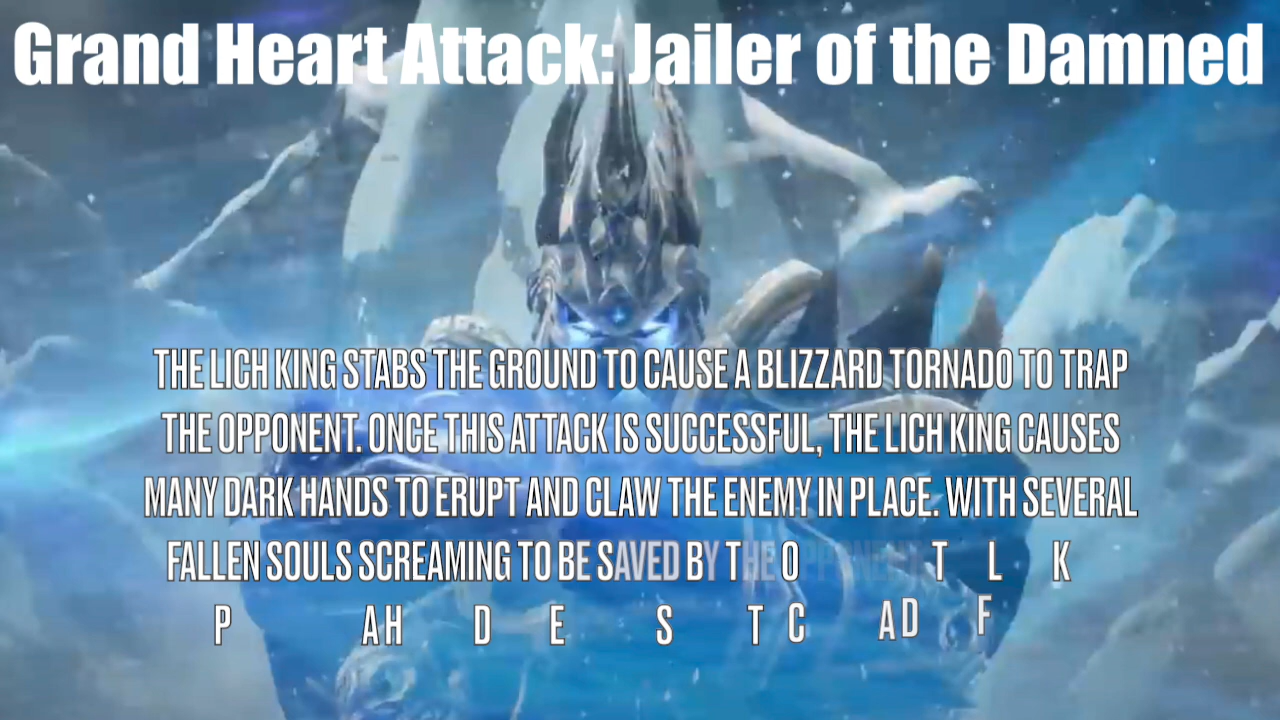 Grand Heart Attack: Jailer of the Damned
THE LICH KING STABS THE GROUND TO CAUSE A BLIZZARD TORNADO TO TRAP
THE OPPONENT. ONCE THIS ATTACK IS SUCCESSFUL, THE LICH KING CAUSES
MANY DARK HANDS TO ERUPT AND CLAW THE ENEMY IN PLACE. WITH SEVERAL
FALLEN SOULS SCREAMING TO BE SAVED BY THE OPPONENT, T L K
P AH D E S T C AD F